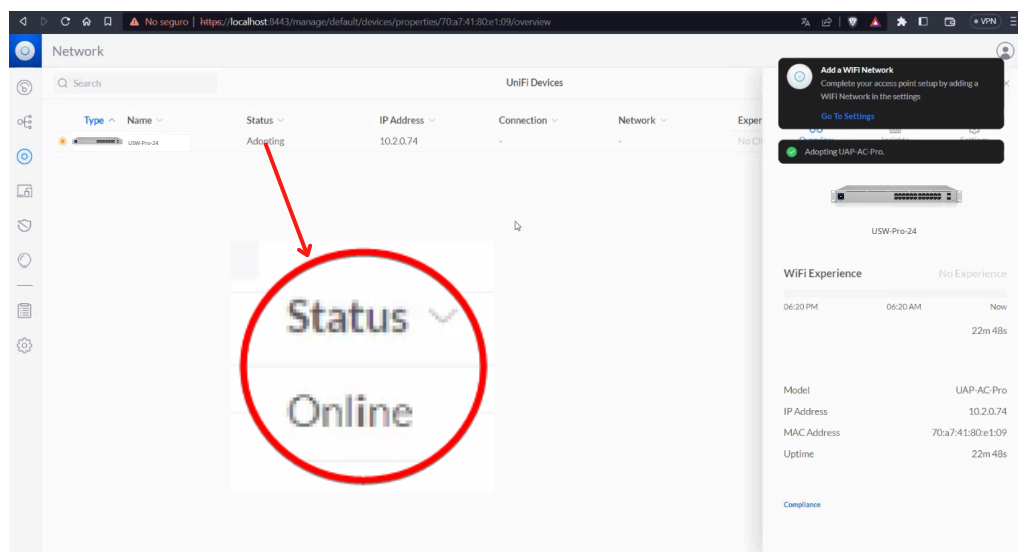 No seguro | https://localhost:8443/manage/default/devices/properties/70:a7:41:80:e1:09/overview
VPN
Network
Search
UniFi Devices
Type Name Status IP Address Connection Network Exper
USW-Pro-24 Adopting 10.2.0.74 - - No Cl
Status
Online
Add a WiFi Network
Complete your access point setup by adding a
WiFi Network in the settings
Go To Settings
Adopting UAP-AC-Pro.
USW-Pro-24
WiFi Experience No Experience
06:20 PM 06:20 AM Now
22m 48s
Model UAP-AC-Pro
IP Address 10.2.0.74
MAC Address 70:a7:41:80:e1:09
Uptime 22m 48s
Compliance